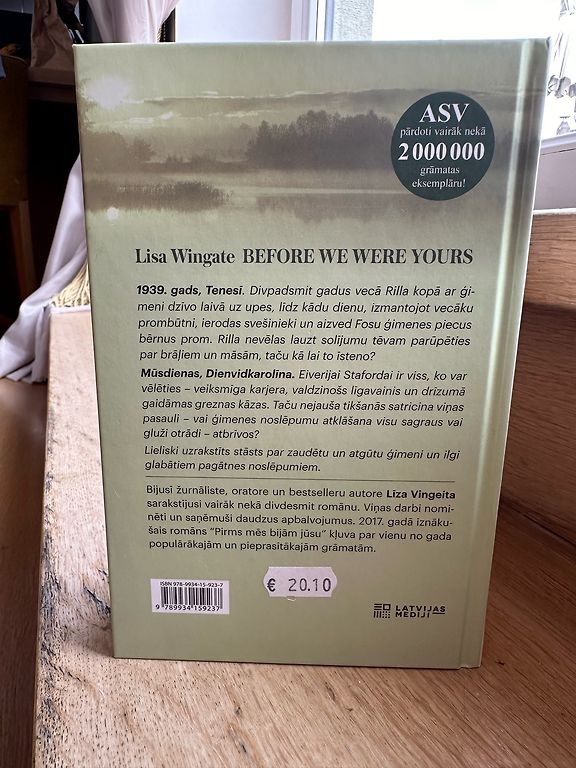 ASV
pārdoti vairāk nekā
2 000 000
grāmatas
eksemplāru!
Lisa Wingate BEFORE WE WERE YOURS
1939. gads, Tenesī. Divpadsmit gadus vecā Rilla kopā ar ģi-
meni dzīvo laivā uz upes, līdz kādu dienu, izmantojot vecāku
prombūtni, ierodas svešinieki un aizved Fosu ģimenes piecus
bērnus prom. Rilla nevēlas lauzt solījumu tēvam parūpēties
par brāļiem un māsām, taču kā lai to īsteno?
Mūsdienas, Dienvidkarolīna. Eiverijai Stafordai ir viss, ko var
vēlēties – veiksmīga karjera, valdzinošs līgavainis un drīzumā
gaidāmas greznas kāzas. Taču nejauša tikšanās satricina viņas
pasauli – vai ģimenes noslēpumu atklāšana visu sagraus vai
gluži otrādi – atbrīvos?
Lieliski uzrakstīts stāsts par zaudētu un atgūtu ģimeni un ilgi
glabātiem pagātnes noslēpumiem.
Bijusī žurnāliste, oratore un bestselleru autore Līza Vingeita
sarakstījusi vairāk nekā divdesmit romānu. Viņas darbi nomi-
nēti un saņēmuši daudzus apbalvojumus. 2017. gadā iznāku-
šais romāns "Pirms mēs bijām jūsu" kļuva par vienu no gada
populārākajām un pieprasītākajām grāmatām.
ISBN 978-9934-15-923-7
9 789934 159237
€ 20.10
LATVIJAS
MEDIJI